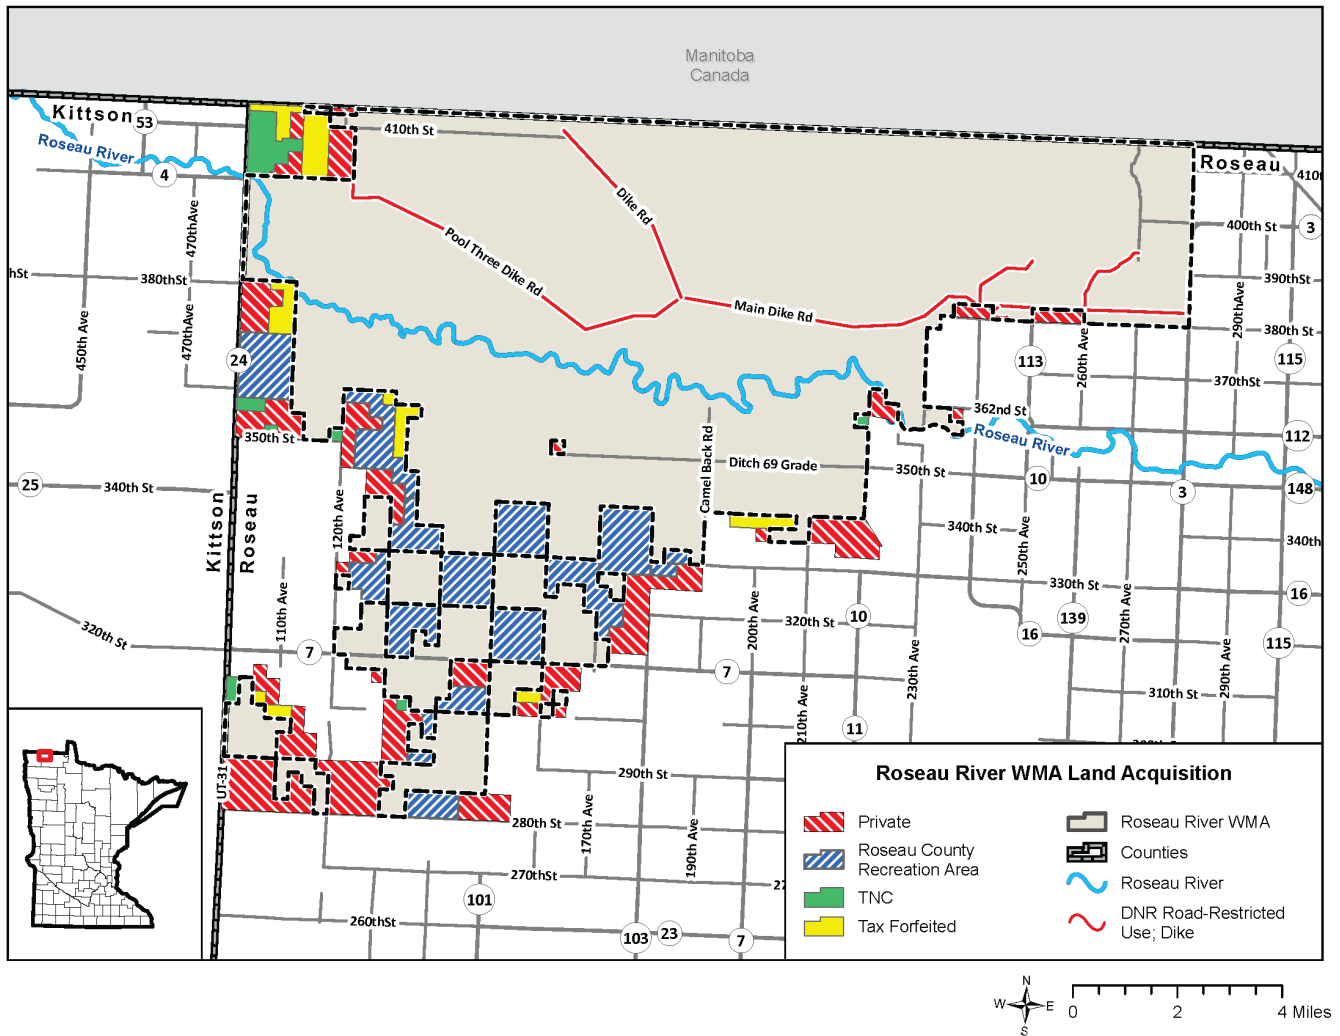 Manitoba
Canada
Kittson
53
410th St
Roseau
410t
Roseau River
4
470thAve
Dike Rd
400th St
3
Pool Three Dike Rd
hSt
380thSt
390thSt
290thAve
450th Ave
470thAve
Main Dike Rd
380th St
24
113
260th Ave
115
370thSt
362nd St
350th St
Roseau River
112
Camel Back Rd
Ditch 69 Grade
350th St
10
3
148
25
340th St
Kittson
Roseau
120th Ave
340th St
250th Ave
340th
110th Ave
330th St
16
200th Ave
320th St
10
139
270th Ave
320th St
16
115
7
7
230th Ave
290th Ave
310th St
210th Ave
11
UT-31
290th St
170th Ave
190th Ave
280th St
270thSt
27
101
260thSt
103
23
7
Roseau River WMA Land Acquisition
Private
Roseau County
Recreation Area
TNC
Tax Forfeited
Roseau River WMA
Counties
Roseau River
DNR Road-Restricted
Use; Dike
N
W
E
S
0
2
4 Miles